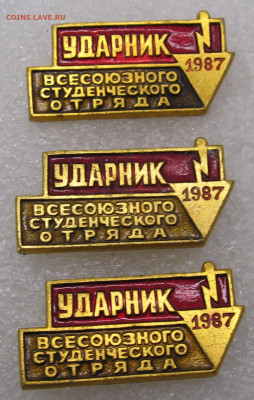 COINS.LAVE.RU
УДАРНИК
1987
ВСЕСОЮЗНОГО
СТУДЕНЧЕСКОГО
ОТРЯДА
УДАРНИК
1987
ВСЕСОЮЗНОГО
СТУДЕНЧЕСКОГО
ОТРЯДА
УДАРНИК
1987
ВСЕСОЮЗНОГО
СТУДЕНЧЕСКОГО
ОТРЯДА